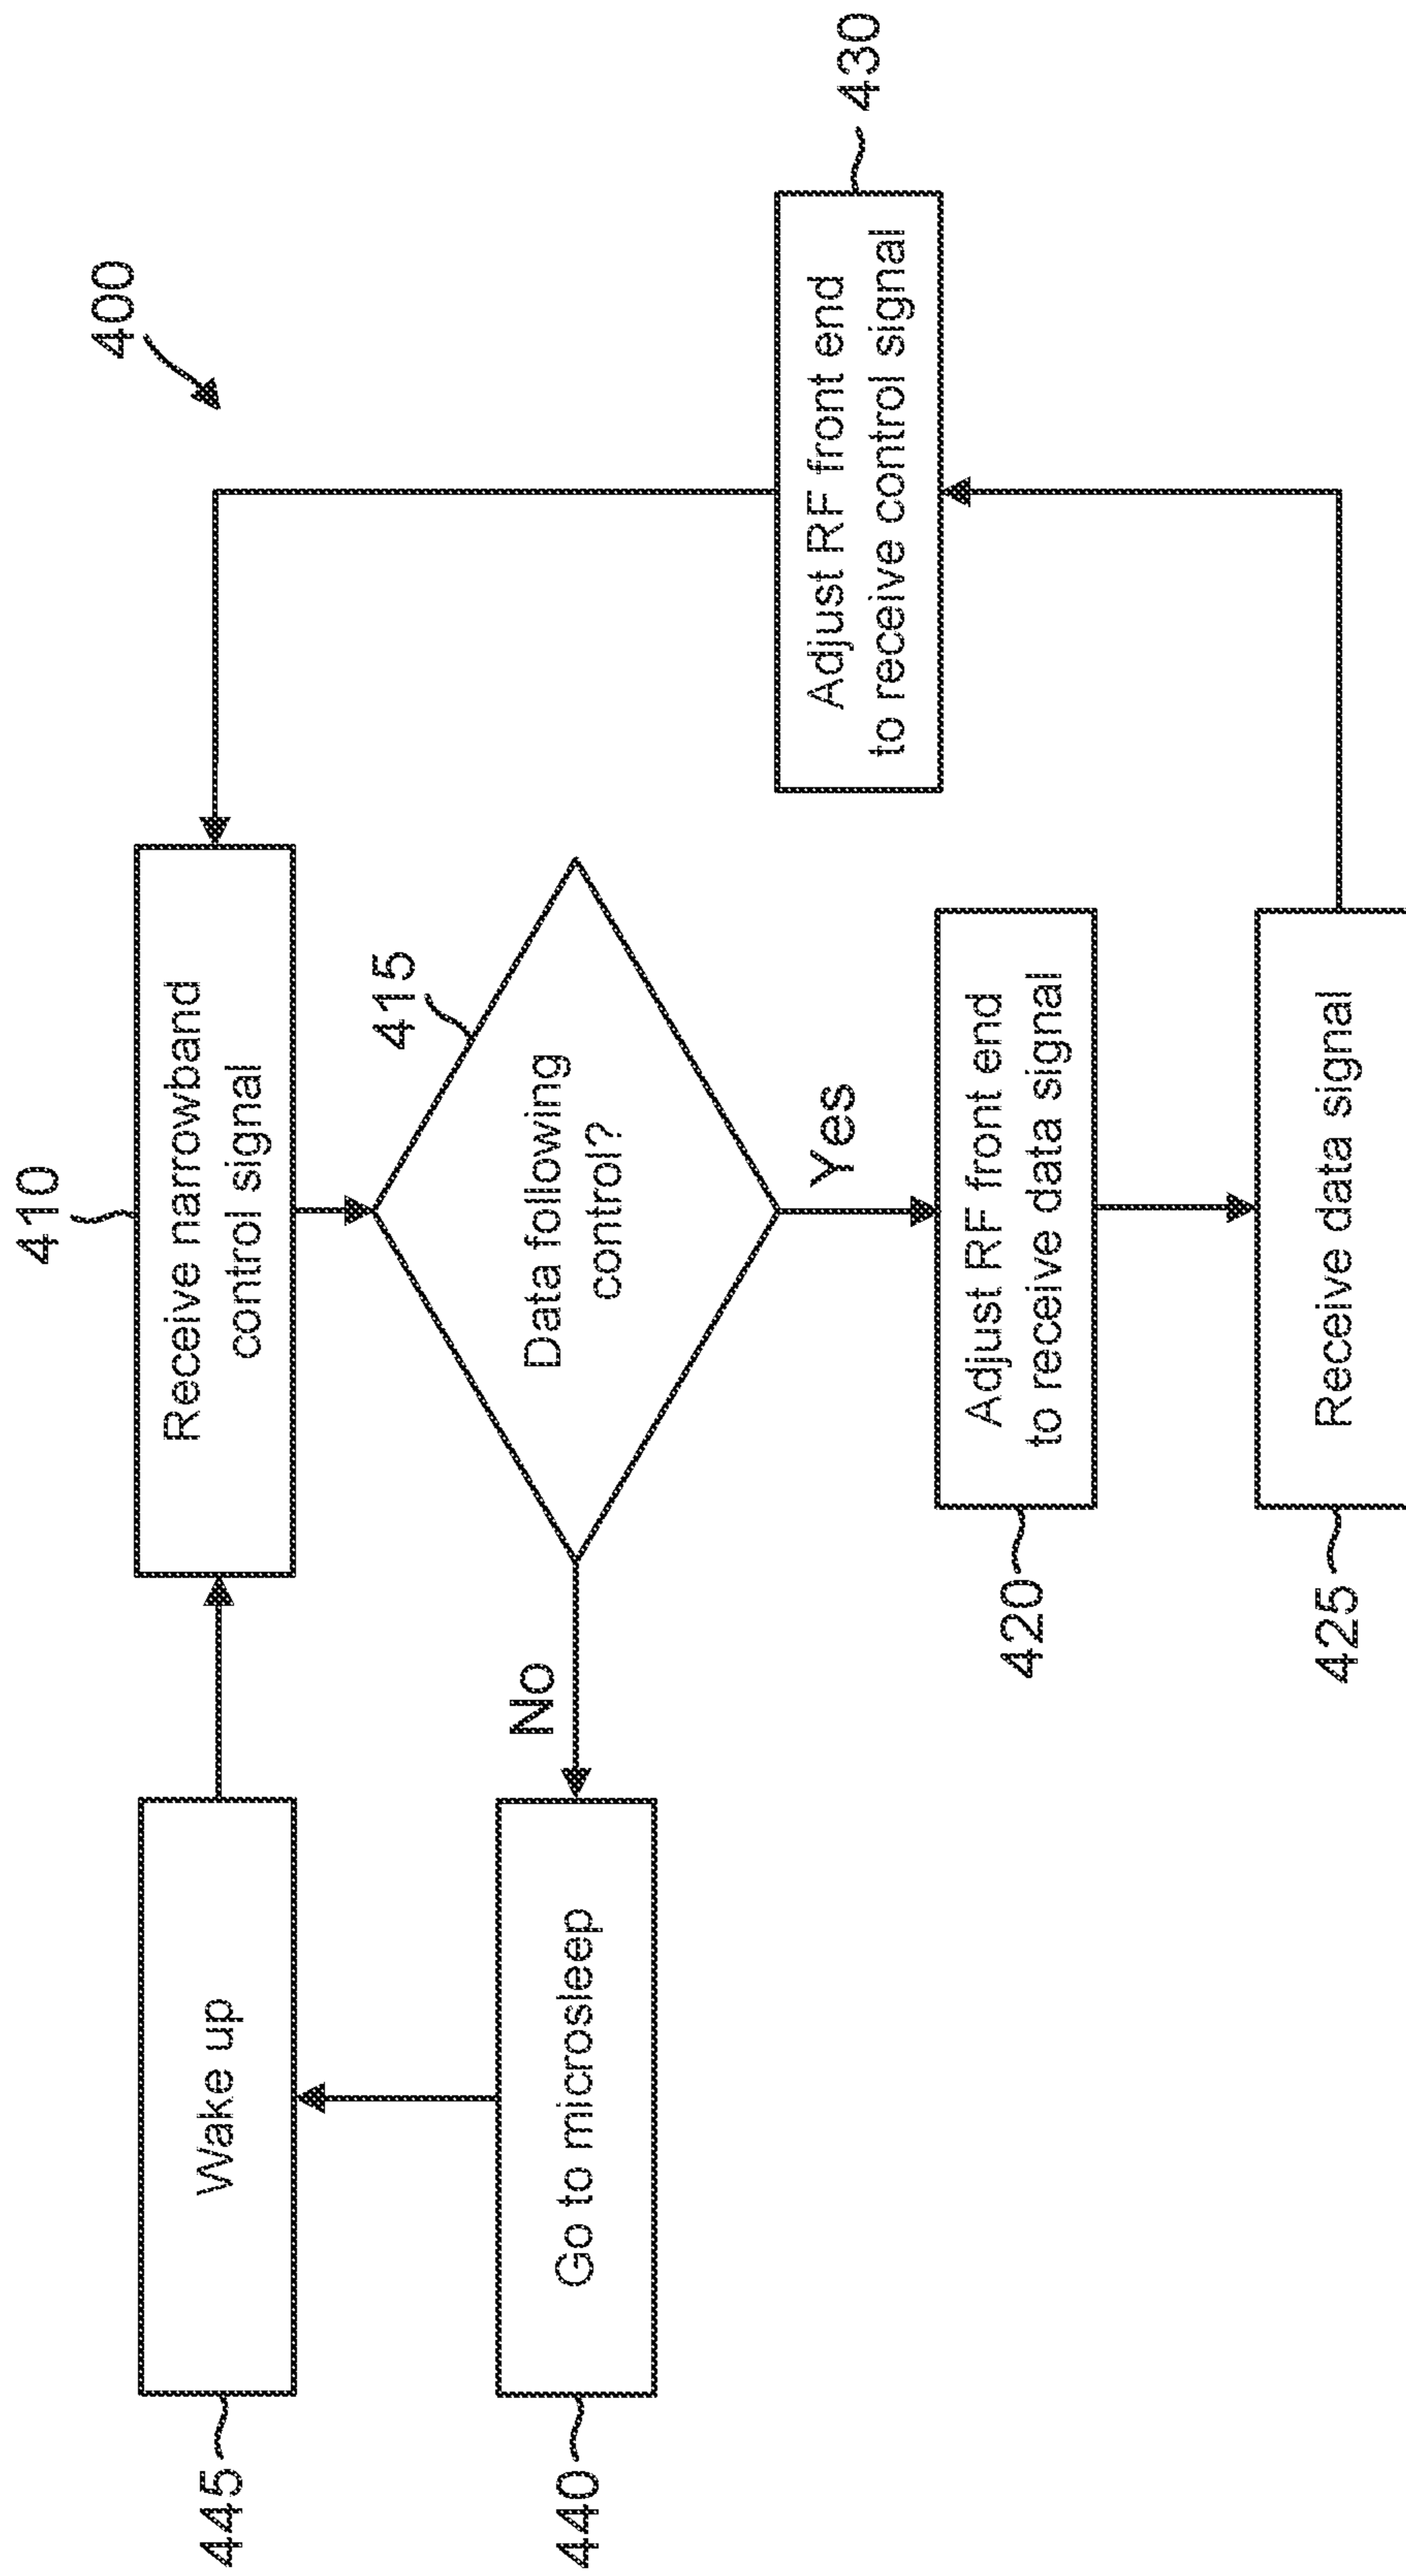 400
410
Receive narrowband
control signal
445
Wake up
415
Data following
control?
No
Yes
440
Go to microsleep
430
Adjust RF front end
to receive control signal
420
Adjust RF front end
to receive data signal
425
Receive data signal